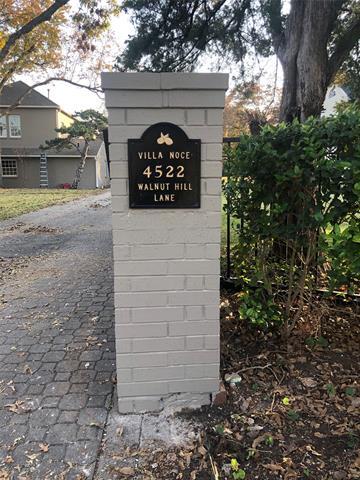 VILLA NOCE
4522
WALNUT HILL
LANE